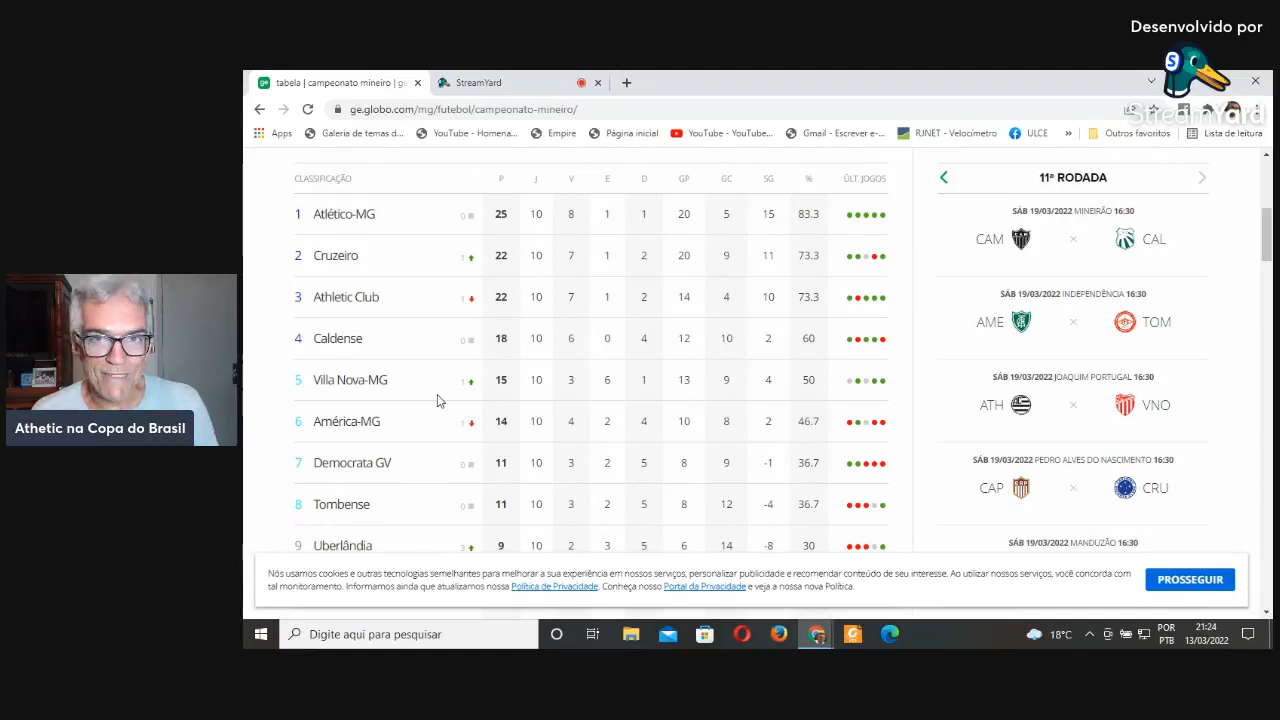 Desenvolvido por
StreamYard
tabela | campeonato mineiro | ge
StreamYard
ge.globo.com/mg/futebol/campeonato-mineiro/
Apps
Galeria de temas d...
YouTube - Homena...
Empire
Página inicial
YouTube - YouTube...
Gmail - Escrever e-...
RJNET - Velocímetro
ULCE
»
Outros favoritos
Lista de leitura
CLASSIFICAÇÃO P J V E D GP GC SG % ÚLT. JOGOS
1 Atlético-MG 0 25 10 8 1 1 20 5 15 83.3
2 Cruzeiro 1 22 10 7 1 2 20 9 11 73.3
3 Athletic Club 1 22 10 7 1 2 14 4 10 73.3
4 Caldense 0 18 10 6 0 4 12 10 2 60
5 Villa Nova-MG 1 15 10 3 6 1 13 9 4 50
6 América-MG 1 14 10 4 2 4 10 8 2 46.7
7 Democrata GV 0 11 10 3 2 5 8 9 -1 36.7
8 Tombense 0 11 10 3 2 5 8 12 -4 36.7
9 Uberlândia 3 9 10 2 3 5 6 14 -8 30
11ª RODADA
SÁB 19/03/2022 MINEIRÃO 16:30
CAM × CAL
SÁB 19/03/2022 INDEPENDÊNCIA 16:30
AME × TOM
SÁB 19/03/2022 JOAQUIM PORTUGAL 16:30
ATH × VNO
SÁB 19/03/2022 PEDRO ALVES DO NASCIMENTO 16:30
CAP × CRU
SÁB 19/03/2022 MANDUZÃO 16:30
Athetic na Copa do Brasil
Nós usamos cookies e outras tecnologias semelhantes para melhorar a sua experiência em nossos serviços, personalizar publicidade e recomendar conteúdo de seu interesse. Ao utilizar nossos serviços, você concorda com
tal monitoramento. Informamos ainda que atualizamos nossa Política de Privacidade. Conheça nosso Portal da Privacidade e veja a nossa nova Política.
PROSSEGUIR
Digite aqui para pesquisar
18°C
POR
PTB
21:24
13/03/2022